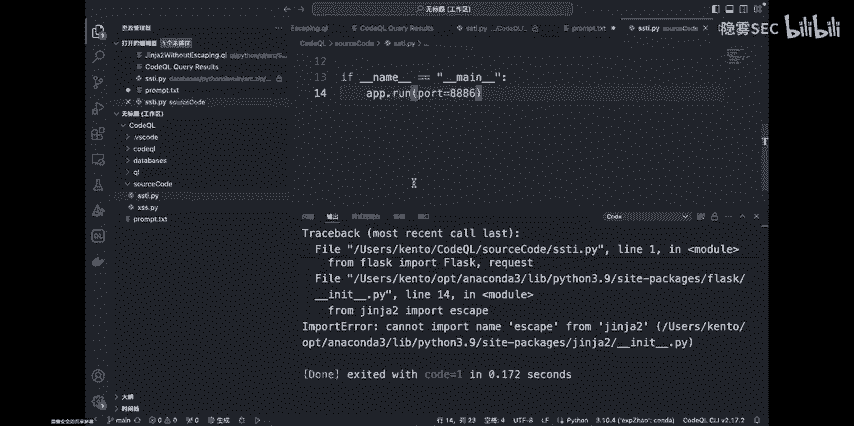 无标题 (工作区)
隐雾SEC bilibili
资源管理器
打开的编辑器 1个未保存
Jinja2WithoutEscaping.ql
CodeQL Query Results
ssti.py
prompt.txt
ssti.py sourceCode
无标题 (工作区)
CodeQL
.vscode
codeql
databases
ql
sourceCode
ssti.py
xss.py
prompt.txt
大纲
时间线
Escaping.ql CodeQL Query Results ssti.py prompt.txt ssti.py sourceCode
CodeQL > sourceCode > ssti.py > ...
12
13 if __name__ == "__main__":
14 app.run(port=8886)
问题 输出 终端 端口
Code
Traceback (most recent call last):
File "/Users/kento/CodeQL/sourceCode/ssti.py", line 1, in <module>
from flask import Flask, request
File "/Users/kento/opt/anaconda3/lib/python3.9/site-packages/flask/
__init__.py", line 14, in <module>
from jinja2 import escape
ImportError: cannot import name 'escape' from 'jinja2' (/Users/kento/
opt/anaconda3/lib/python3.9/site-packages/jinja2/__init__.py)
[Done] exited with code=1 in 0.172 seconds
main 0 0 0 生成
行 14, 列 23 空格: 4 UTF-8 LF Python 3.10.4 ('expZhao': conda) CodeQL CLI v2.17.2